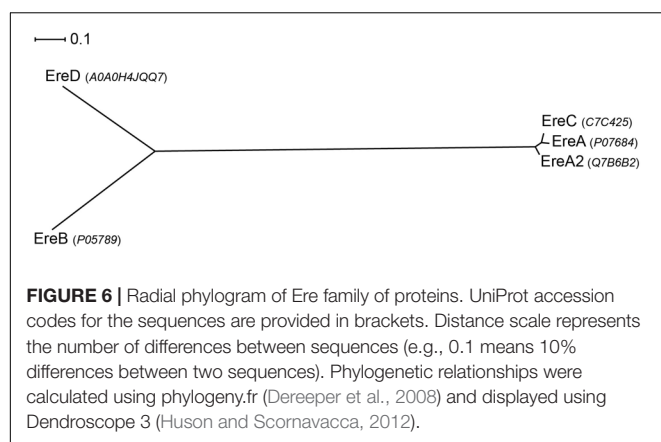 0.1
EreD (A0A0H4JQQ7)
EreC (C7C425)
EreA (P07684)
EreA2 (Q7B6B2)
EreB (P05789)
FIGURE 6 | Radial phylogram of Ere family of proteins. UniProt accession
codes for the sequences are provided in brackets. Distance scale represents
the number of differences between sequences (e.g., 0.1 means 10%
differences between two sequences). Phylogenetic relationships were
calculated using phylogeny.fr (Dereeper et al., 2008) and displayed using
Dendroscope 3 (Huson and Scornavacca, 2012).